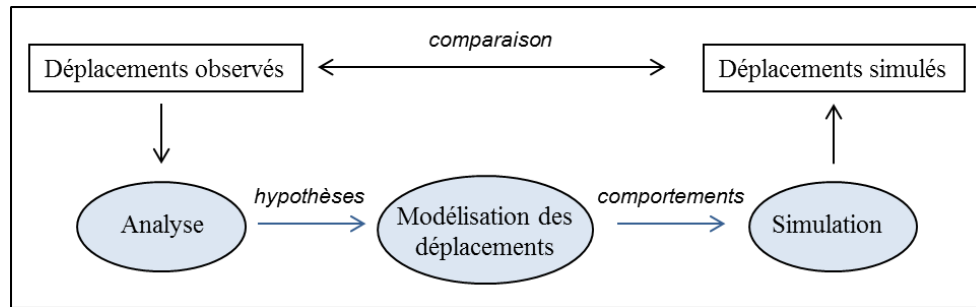 comparaison
Déplacements observés
Déplacements simulés
hypothèses
comportements
Analyse
Modélisation des
déplacements
Simulation